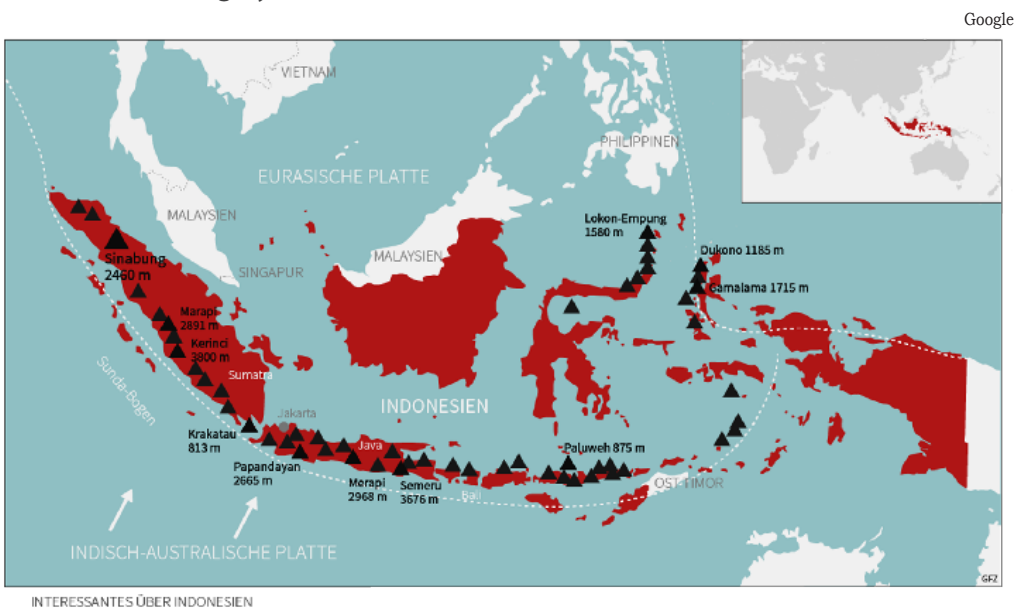 Google
VIETNAM
PHILIPPINEN
EURASISCHE PLATTE
MALAYSIEN
Lokon-Empung
1580 m
Dukono 1185 m
MALAYSIEN
Sinabung
2460 m
SINGAPUR
Gamalama 1715 m
Marapi
2891 m
Kerinci
3800 m
Sumatra
Sunda-Bogen
INDONESIEN
Jakarta
Krakatau
813 m
Java
Paluweh 875 m
Papandayan
2665 m
Merapi
2968 m
Semeru
3676 m
Bali
OST-TIMOR
INDISCH-AUSTRALISCHE PLATTE
GFZ
INTERESSANTES ÜBER INDONESIEN